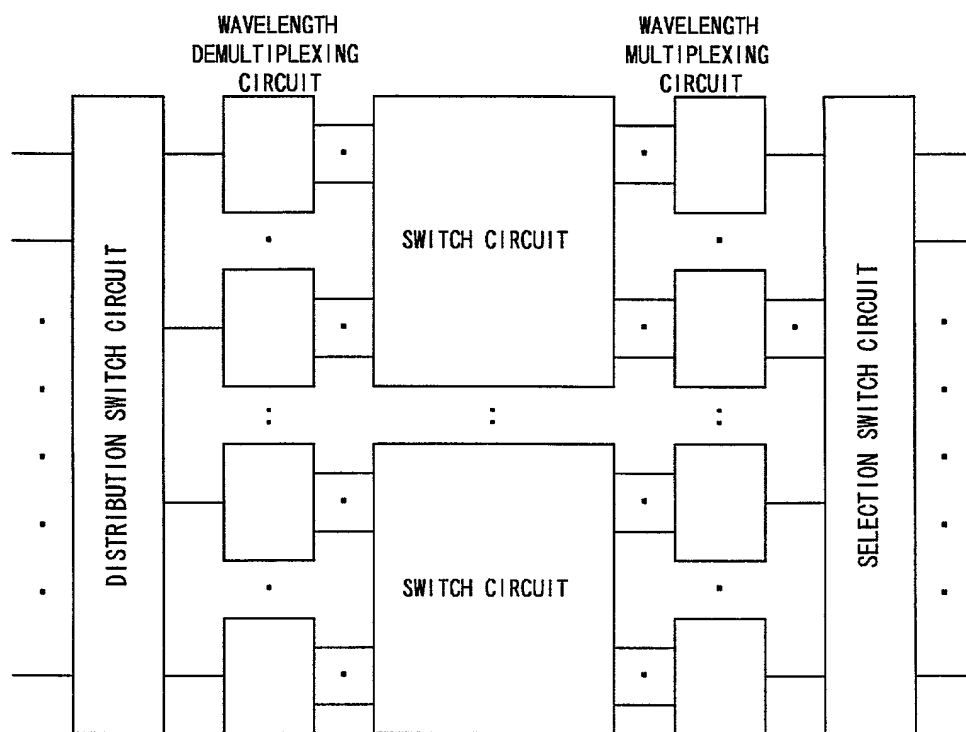 WAVELENGTH
DEMULTIPLEXING
CIRCUIT
WAVELENGTH
MULTIPLEXING
CIRCUIT
DISTRIBUTION SWITCH CIRCUIT
SWITCH CIRCUIT
SWITCH CIRCUIT
SELECTION SWITCH CIRCUIT